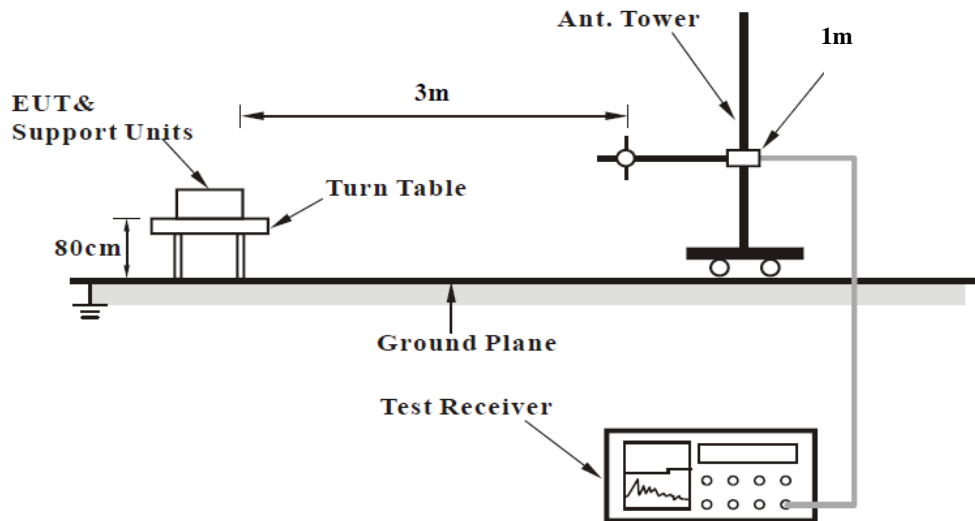 Ant. Tower
1m
3m
EUT&
Support Units
Turn Table
80cm
Ground Plane
Test Receiver